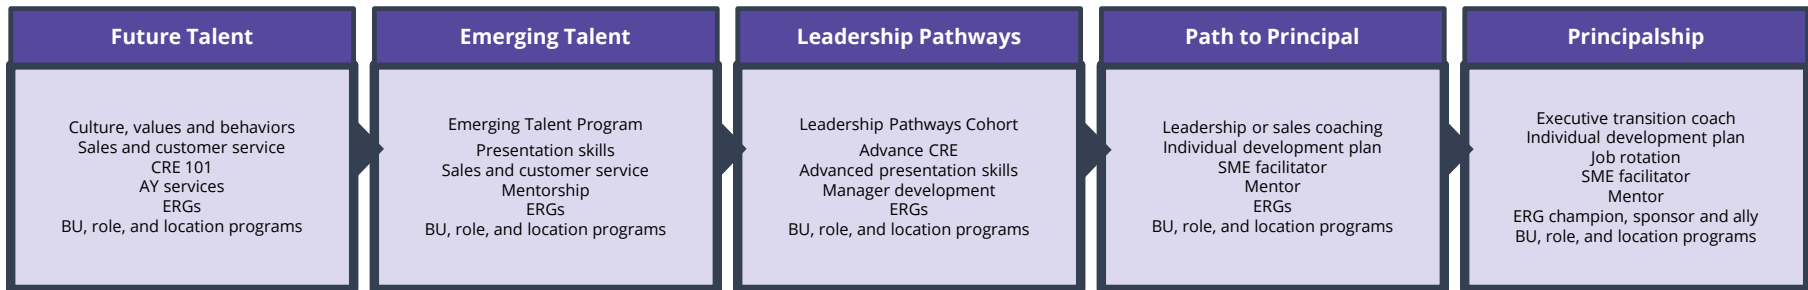 Future Talent
Culture, values and behaviors
Sales and customer service
CRE 101
AY services
ERGs
BU, role, and location programs
Emerging Talent
Emerging Talent Program
Presentation skills
Sales and customer service
Mentorship
ERGs
BU, role, and location programs
Leadership Pathways
Leadership Pathways Cohort
Advance CRE
Advanced presentation skills
Manager development
ERGs
BU, role, and location programs
Path to Principal
Leadership or sales coaching
Individual development plan
SME facilitator
Mentor
ERGs
BU, role, and location programs
Principalship
Executive transition coach
Individual development plan
Job rotation
SME facilitator
Mentor
ERG champion, sponsor and ally
BU, role, and location programs